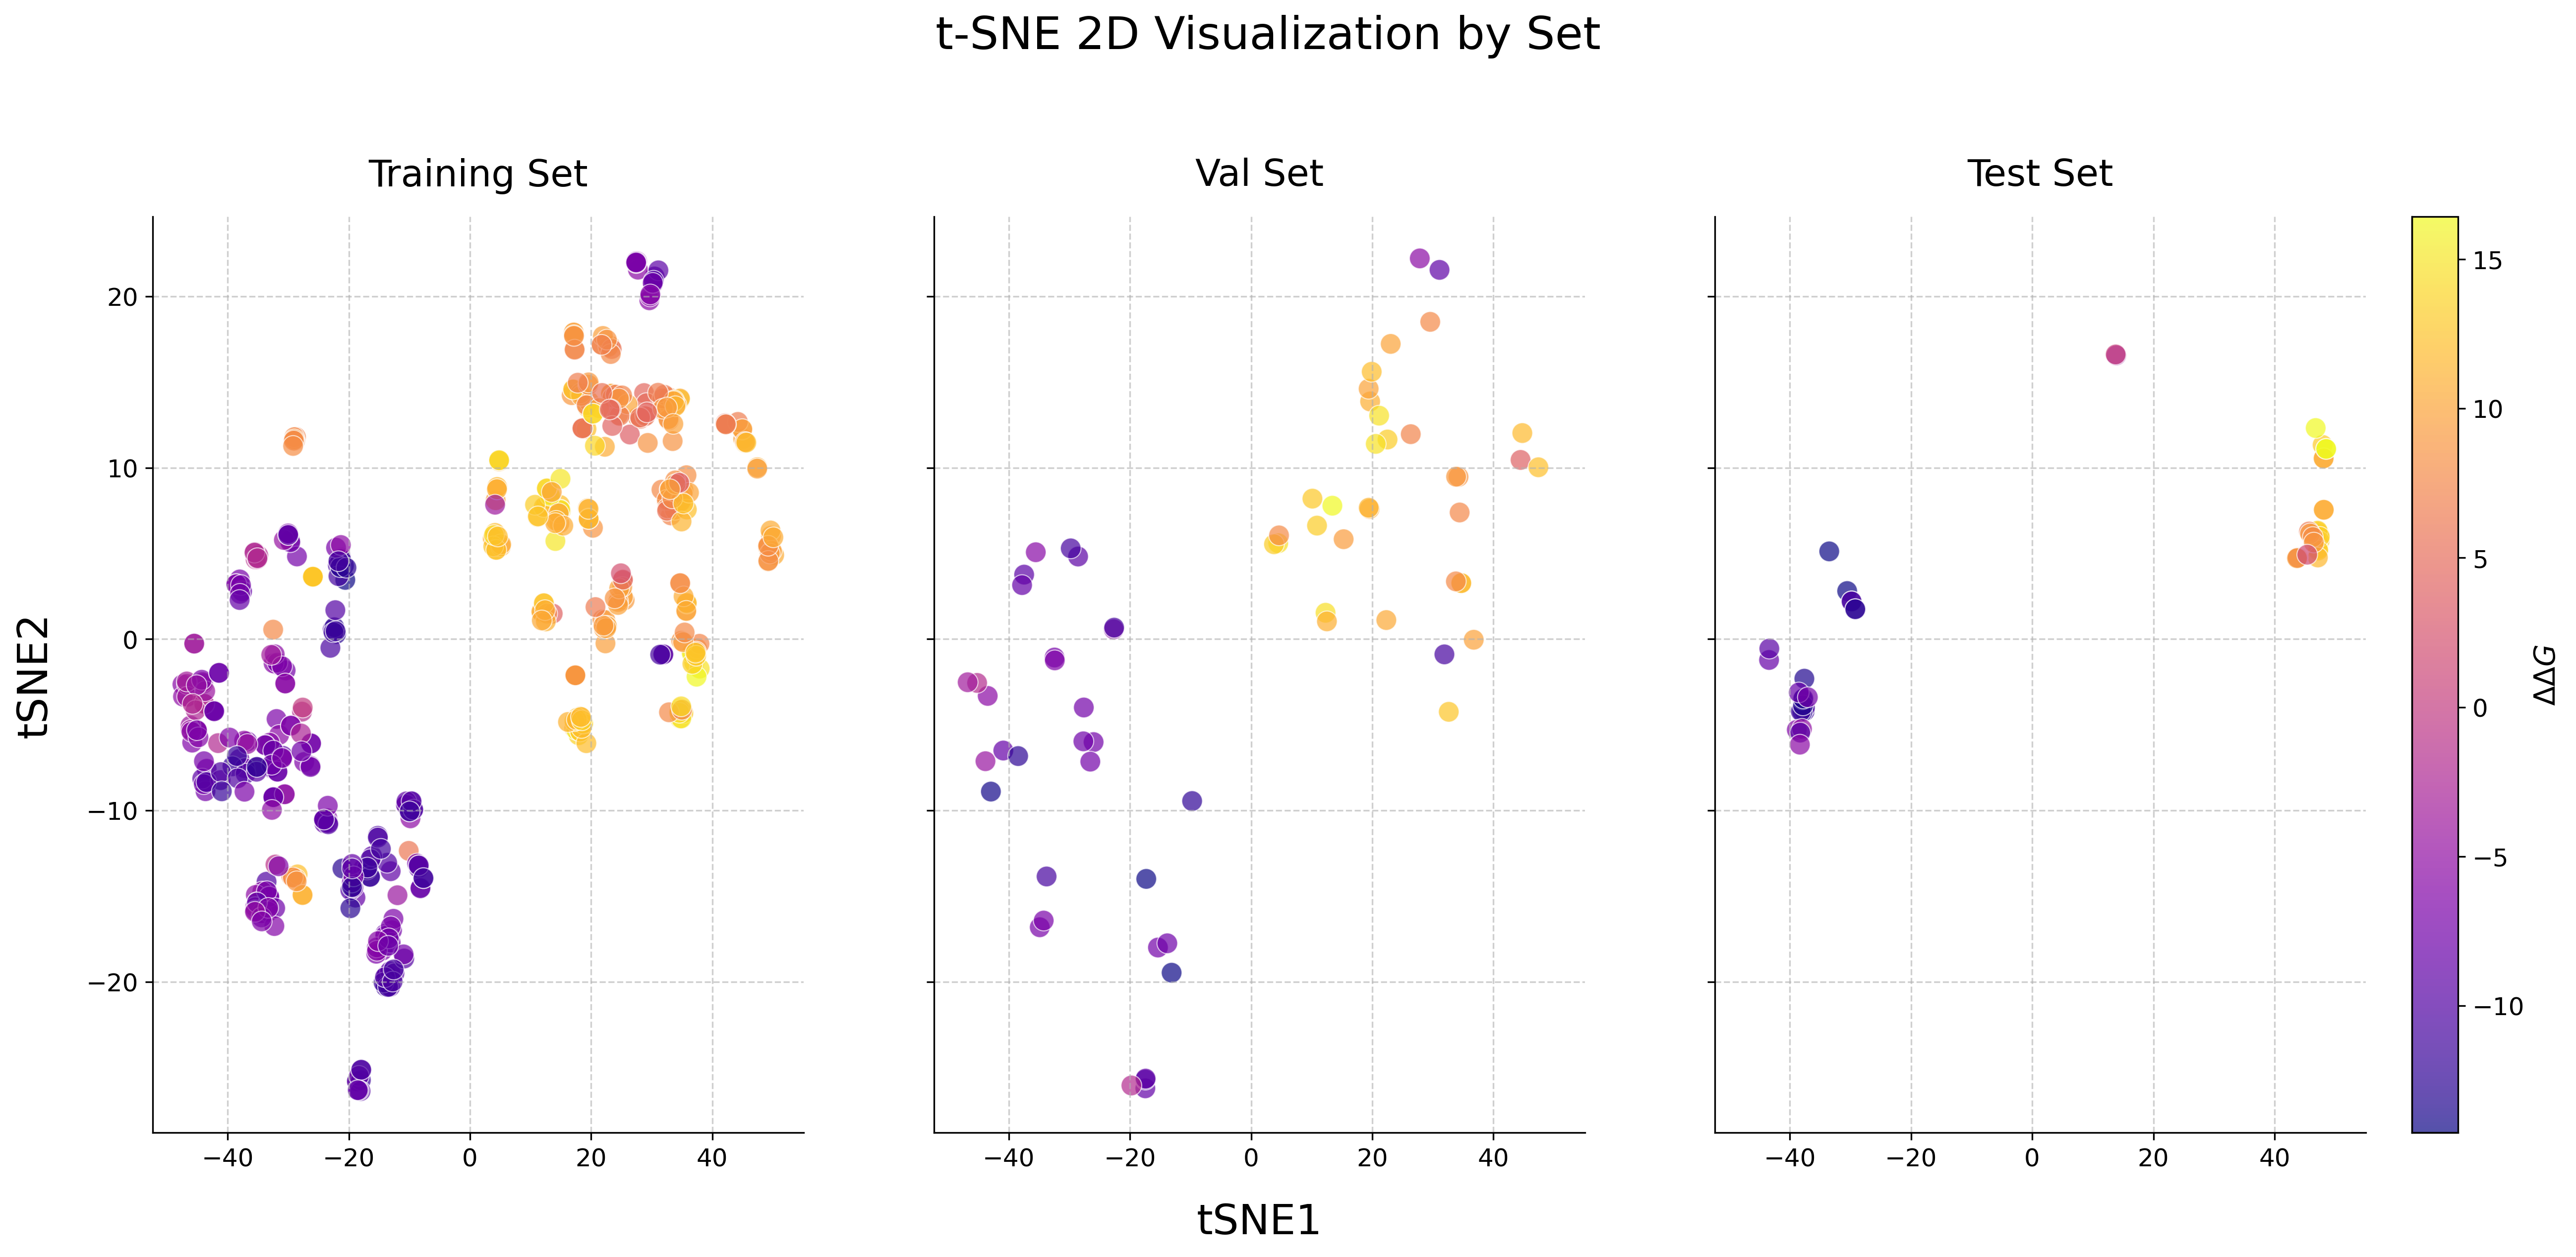 t-SNE 2D Visualization by Set
Training Set
Val Set
Test Set
tSNE2
20
10
0
−10
−20
−40 −20 0 20 40
−40 −20 0 20 40
−40 −20 0 20 40
tSNE1
15
10
5
0
−5
−10
ΔΔG